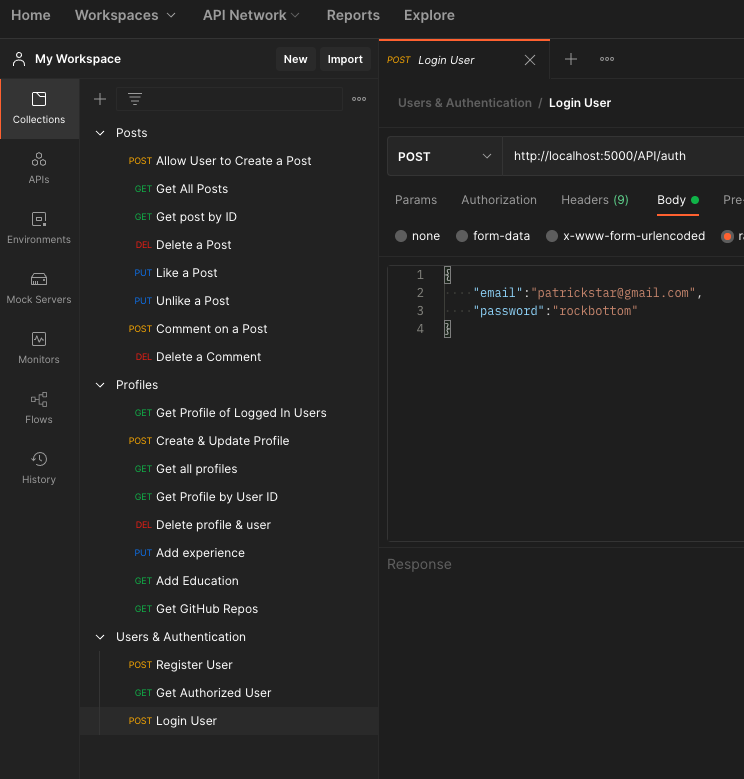 Home Workspaces API Network Reports Explore
My Workspace New Import
POST Login User
Users & Authentication / Login User
POST http://localhost:5000/API/auth
Params Authorization Headers (9) Body Pre-
none form-data x-www-form-urlencoded
1 {
2 "email":"patrickstar@gmail.com",
3 "password":"rockbottom"
4 }
Response
Collections
APIs
Environments
Mock Servers
Monitors
Flows
History
Posts
POST Allow User to Create a Post
GET Get All Posts
GET Get post by ID
DEL Delete a Post
PUT Like a Post
PUT Unlike a Post
POST Comment on a Post
DEL Delete a Comment
Profiles
GET Get Profile of Logged In Users
POST Create & Update Profile
GET Get all profiles
GET Get Profile by User ID
DEL Delete profile & user
PUT Add experience
GET Add Education
GET Get GitHub Repos
Users & Authentication
POST Register User
GET Get Authorized User
POST Login User